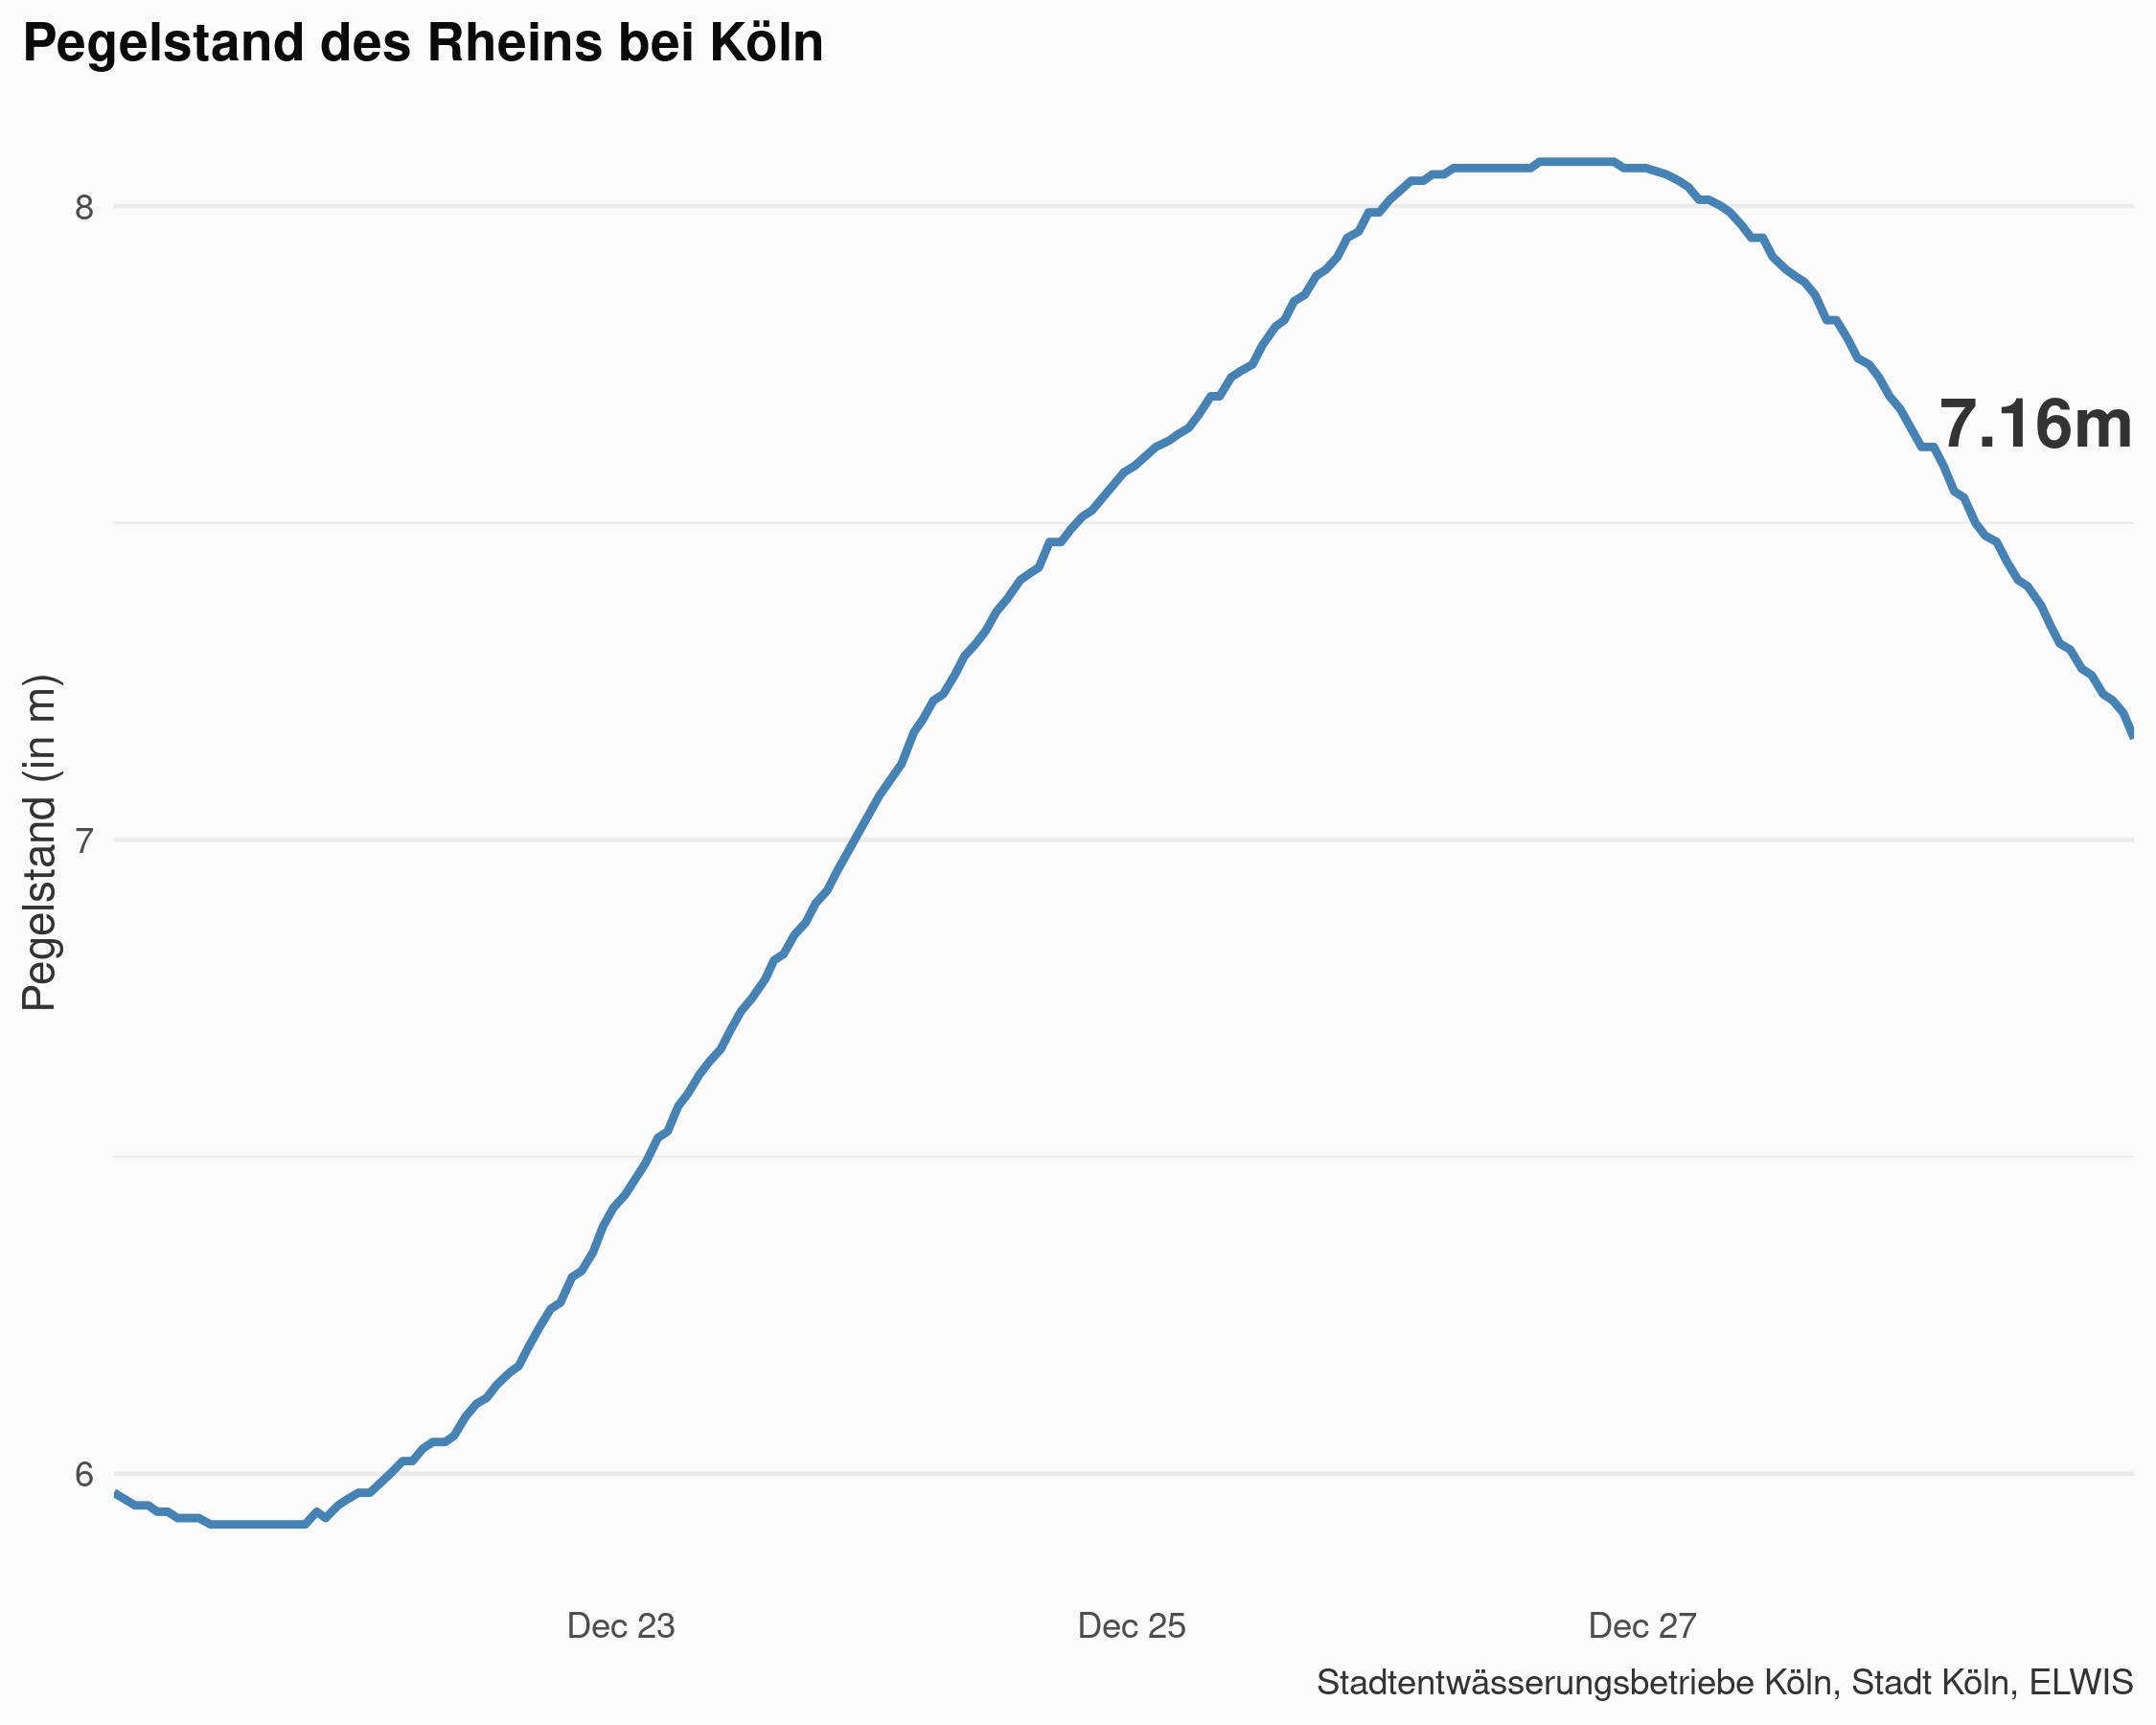 Pegelstand des Rheins bei Köln
8
7.16m
Pegelstand (in m)
7
6
Dec 23
Dec 25
Dec 27
Stadtentwässerungsbetriebe Köln, Stadt Köln, ELWIS